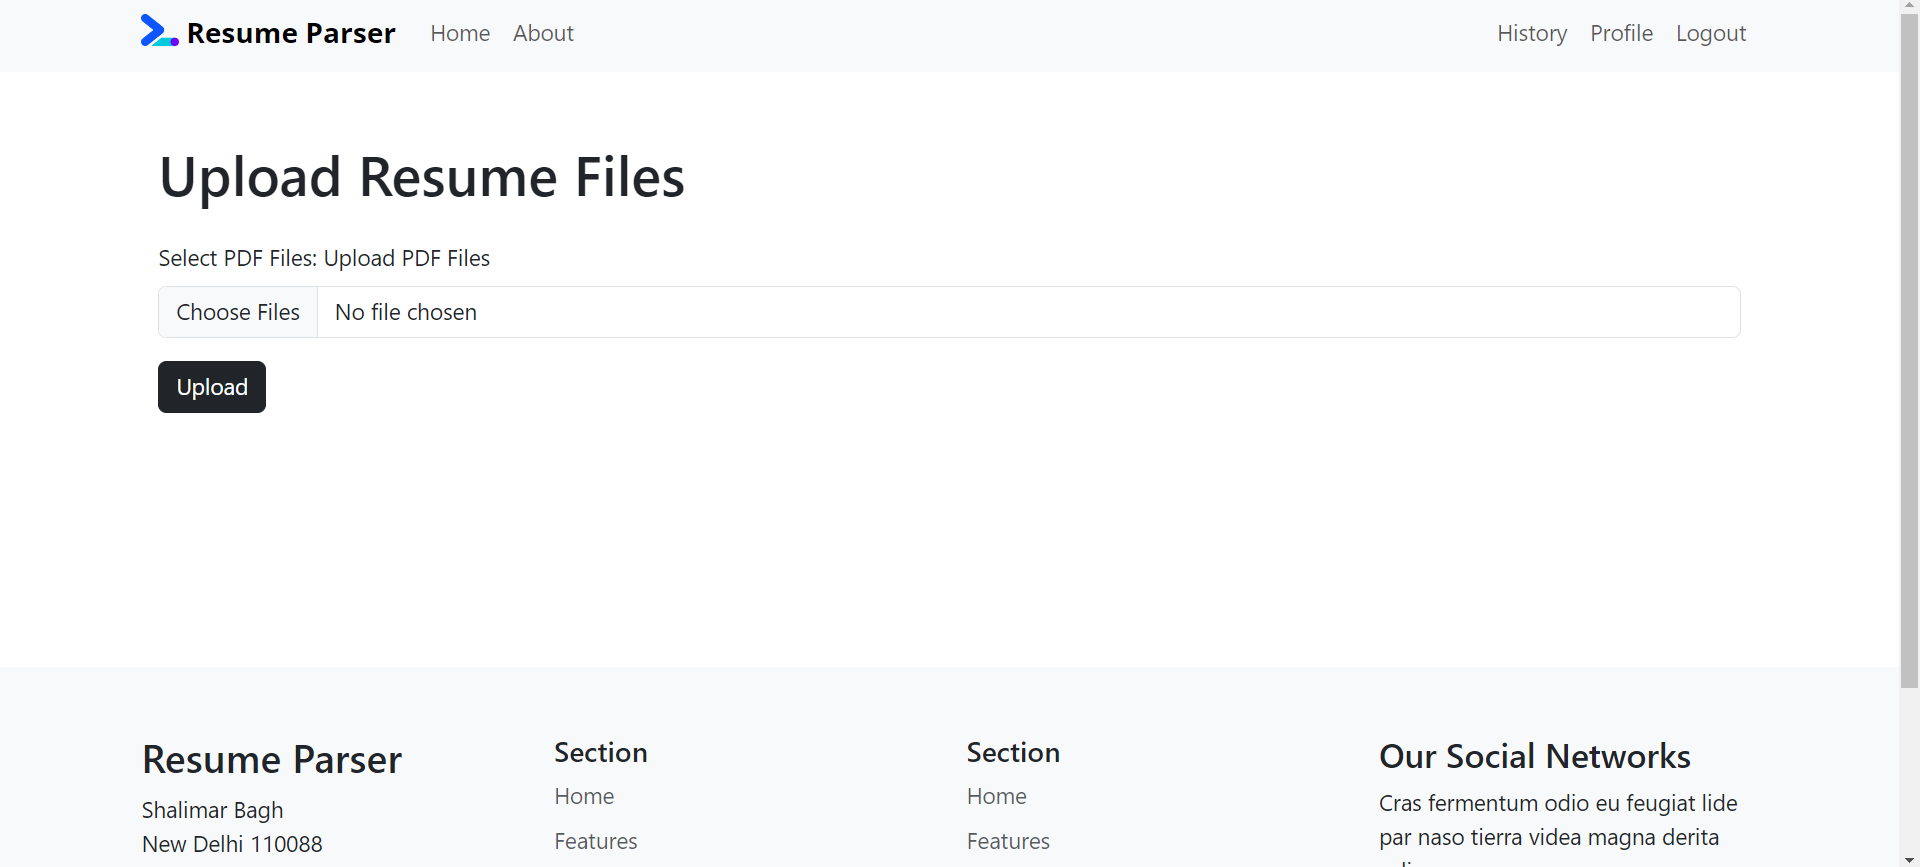 Resume Parser
Home
About
History
Profile
Logout
Upload Resume Files
Select PDF Files: Upload PDF Files
Choose Files
No file chosen
Upload
Resume Parser
Shalimar Bagh
New Delhi 110088
Section
Home
Features
Section
Home
Features
Our Social Networks
Cras fermentum odio eu feugiat lide
par naso tierra videa magna derita